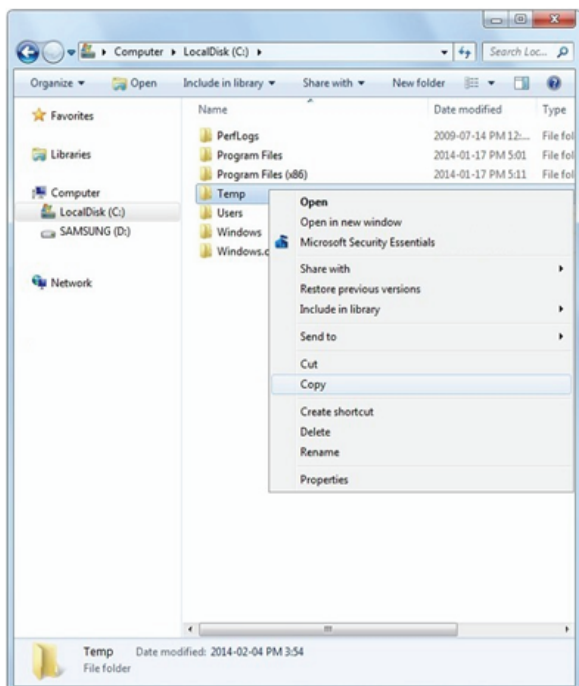 Computer ▸ LocalDisk (C:) ▸ Search Loc...
Organize Open Include in library Share with New folder
Favorites
Libraries
Computer
LocalDisk (C:)
SAMSUNG (D:)
Network
Name Date modified Type
PerfLogs 2009-07-14 PM 12:... File fol
Program Files 2014-01-17 PM 5:01 File fol
Program Files (x86) 2014-01-17 PM 5:11 File fol
Temp
Users
Windows
Windows.o
Open
Open in new window
Microsoft Security Essentials
Share with
Restore previous versions
Include in library
Send to
Cut
Copy
Create shortcut
Delete
Rename
Properties
Temp Date modified: 2014-02-04 PM 3:54
File folder